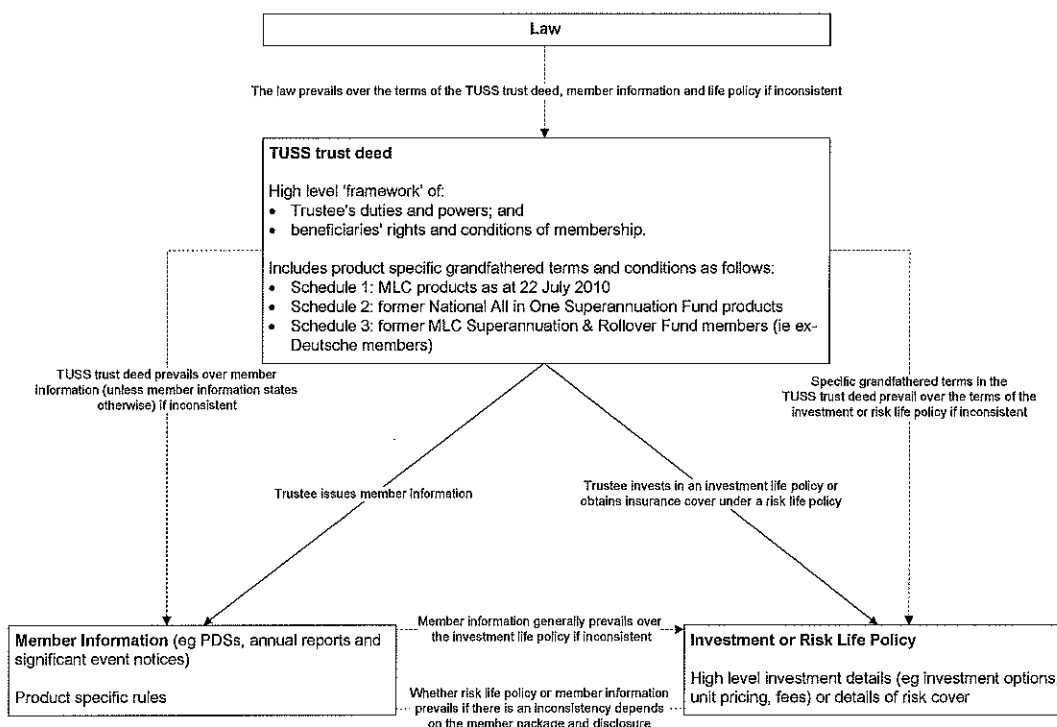 Law
The law prevails over the terms of the TUSS trust deed, member information and life policy if inconsistent
TUSS trust deed
High level 'framework' of:
• Trustee's duties and powers; and
• beneficiaries' rights and conditions of membership.
Includes product specific grandfathered terms and conditions as follows:
• Schedule 1: MLC products as at 22 July 2010
• Schedule 2: former National All in One Superannuation Fund products
• Schedule 3: former MLC Superannuation & Rollover Fund members (ie ex-
Deutsche members)
TUSS trust deed prevails over member
information (unless member information states
otherwise) if inconsistent
Specific grandfathered terms in the
TUSS trust deed prevail over the terms of the
investment or risk life policy if inconsistent
Trustee issues member information
Trustee invests in an investment life policy or
obtains insurance cover under a risk life policy
Member Information (eg PDSs, annual reports and
significant event notices)
Product specific rules
Member information generally prevails over
the investment life policy if inconsistent
Whether risk life policy or member information
prevails if there is an inconsistency depends
on the member package and disclosure
Investment or Risk Life Policy
High level investment details (eg investment options,
unit pricing, fees) or details of risk cover